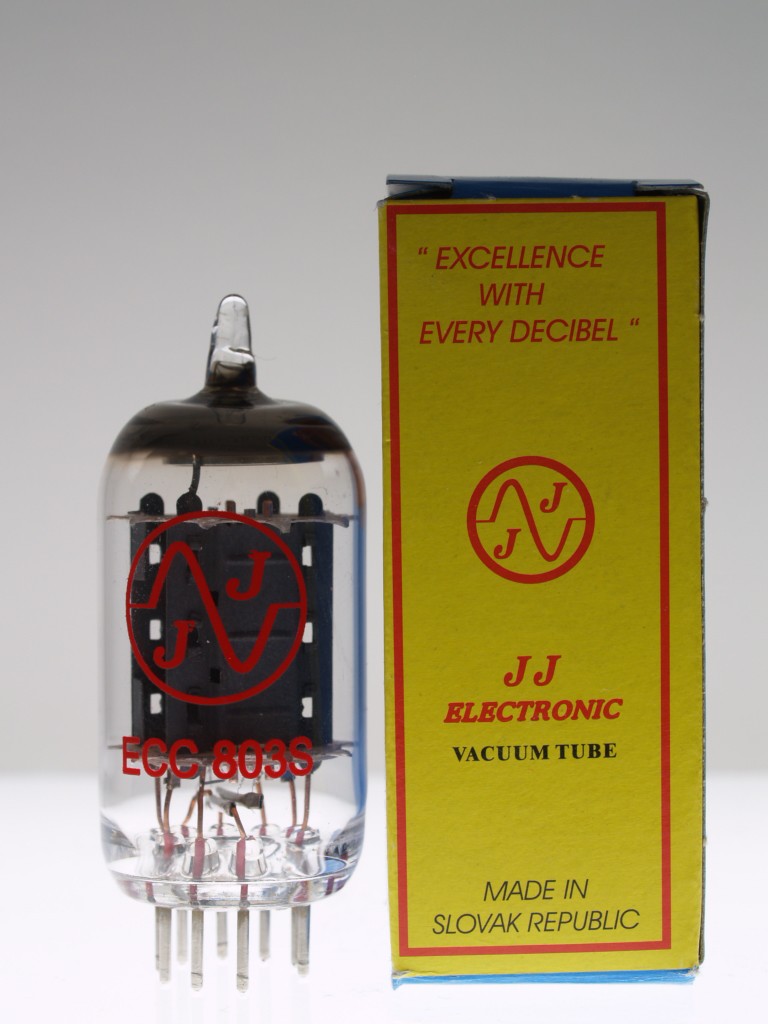 “ EXCELLENCE
WITH
EVERY DECIBEL “
J
J
J J
ELECTRONIC
VACUUM TUBE
MADE IN
SLOVAK REPUBLIC
J
J
ECC 803S